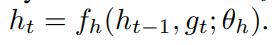 h_t = f_h(h_{t−1}, g_t; θ_h).